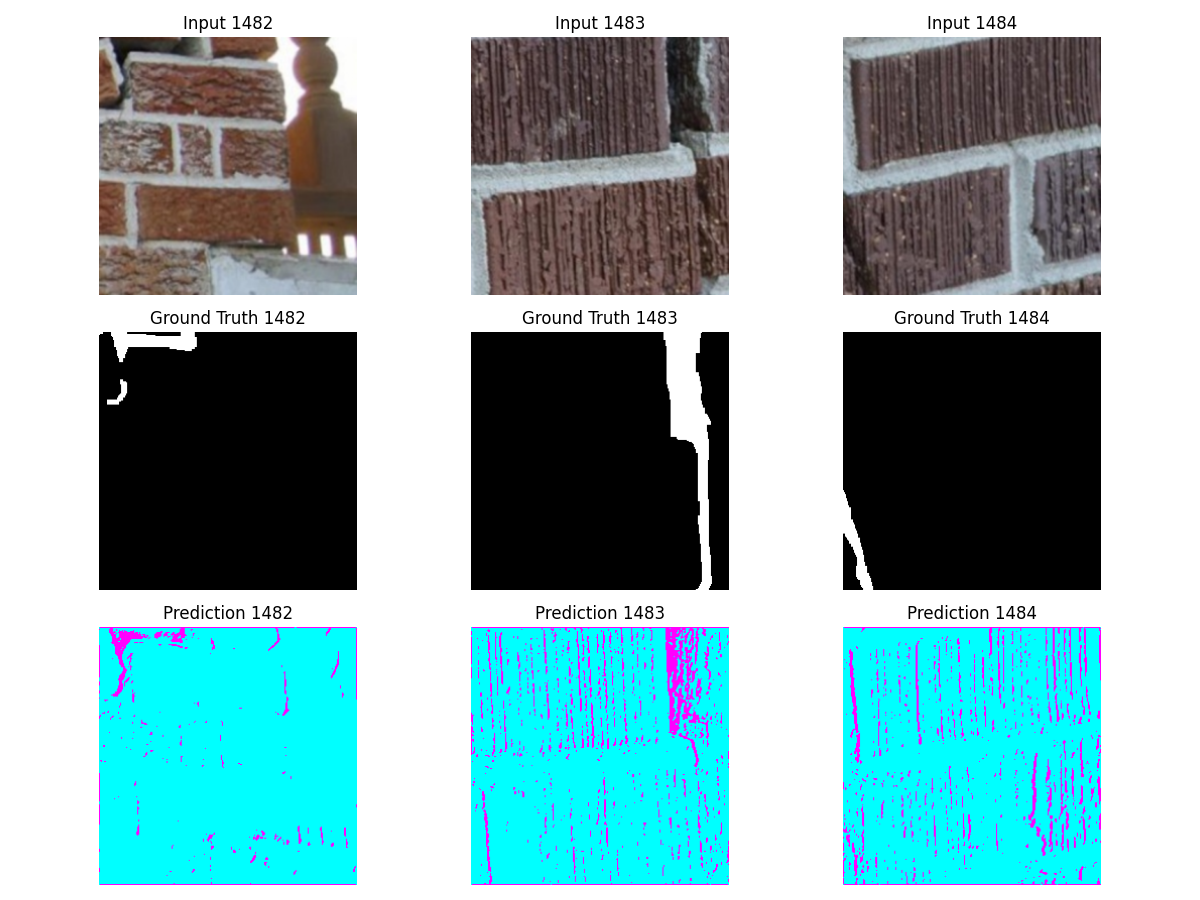 Input 1482
Input 1483
Input 1484
Ground Truth 1482
Ground Truth 1483
Ground Truth 1484
Prediction 1482
Prediction 1483
Prediction 1484